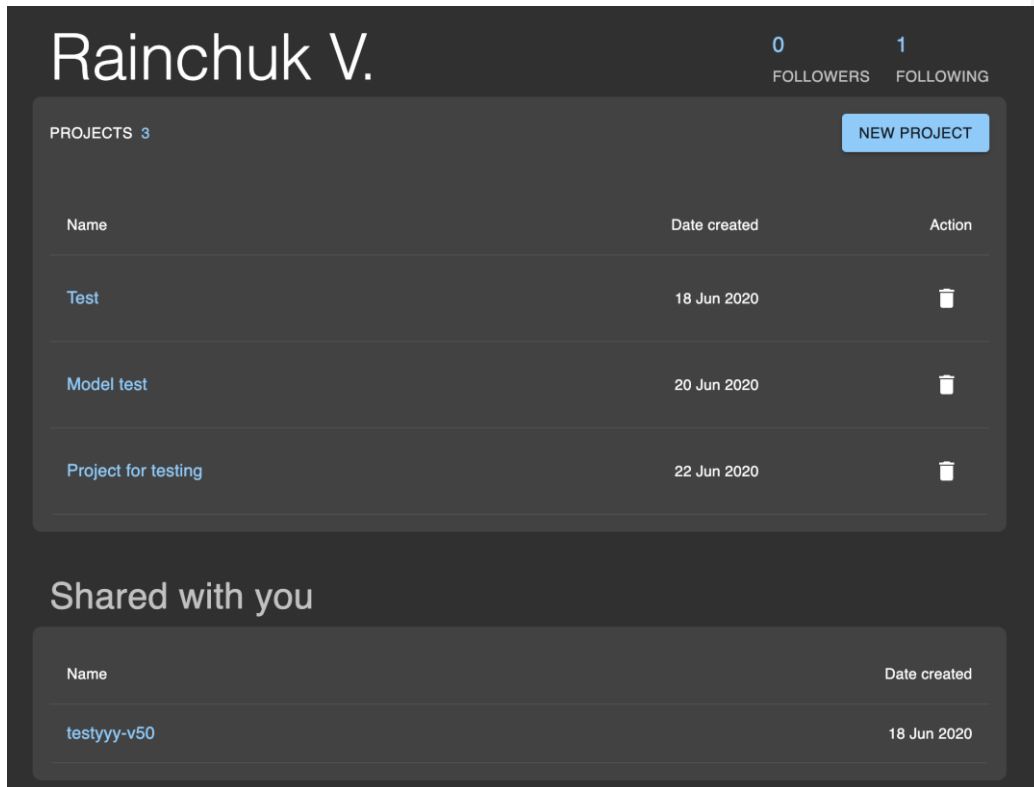 Rainchuk V.
0 1
FOLLOWERS FOLLOWING
PROJECTS 3 NEW PROJECT
Name Date created Action
Test 18 Jun 2020
Model test 20 Jun 2020
Project for testing 22 Jun 2020
Shared with you
Name Date created
testyyy-v50 18 Jun 2020